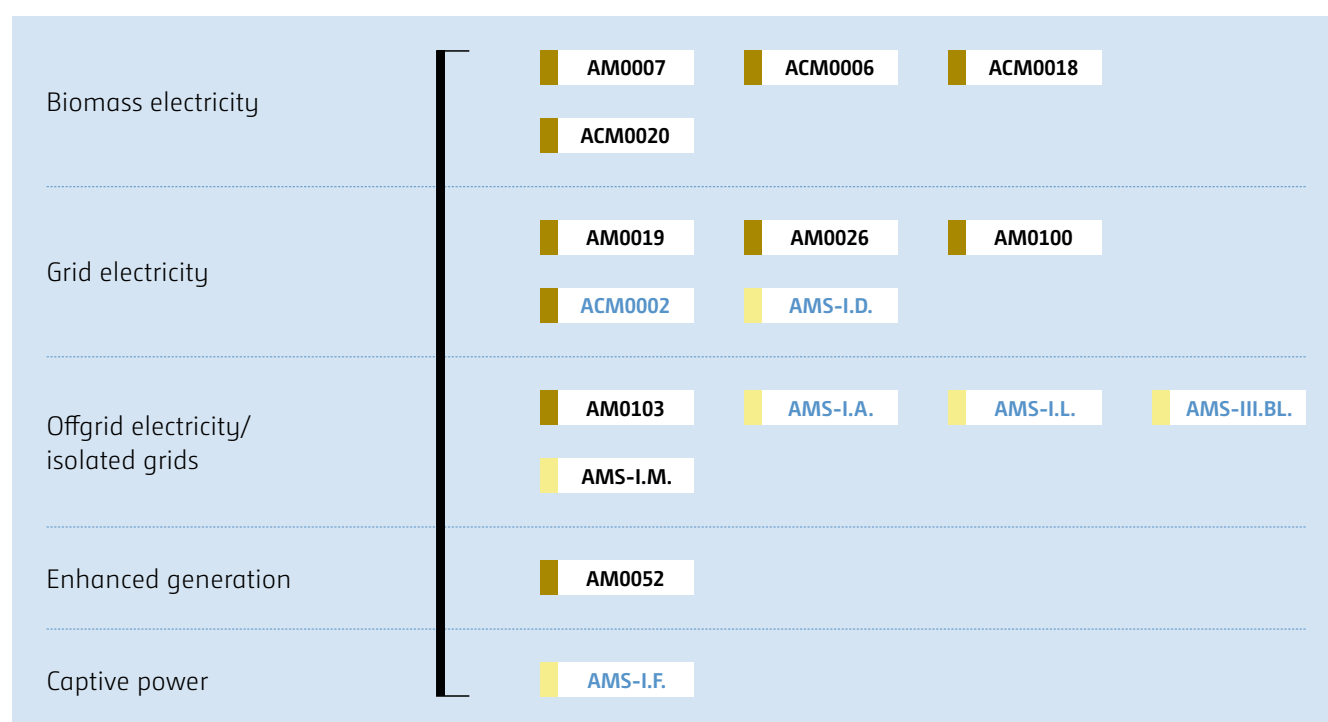 Biomass electricity
AM0007
ACM0006
ACM0018
ACM0020
Grid electricity
AM0019
AM0026
AM0100
ACM0002
AMS-I.D.
Offgrid electricity/
isolated grids
AM0103
AMS-I.A.
AMS-I.L.
AMS-III.BL.
AMS-I.M.
Enhanced generation
AM0052
Captive power
AMS-I.F.